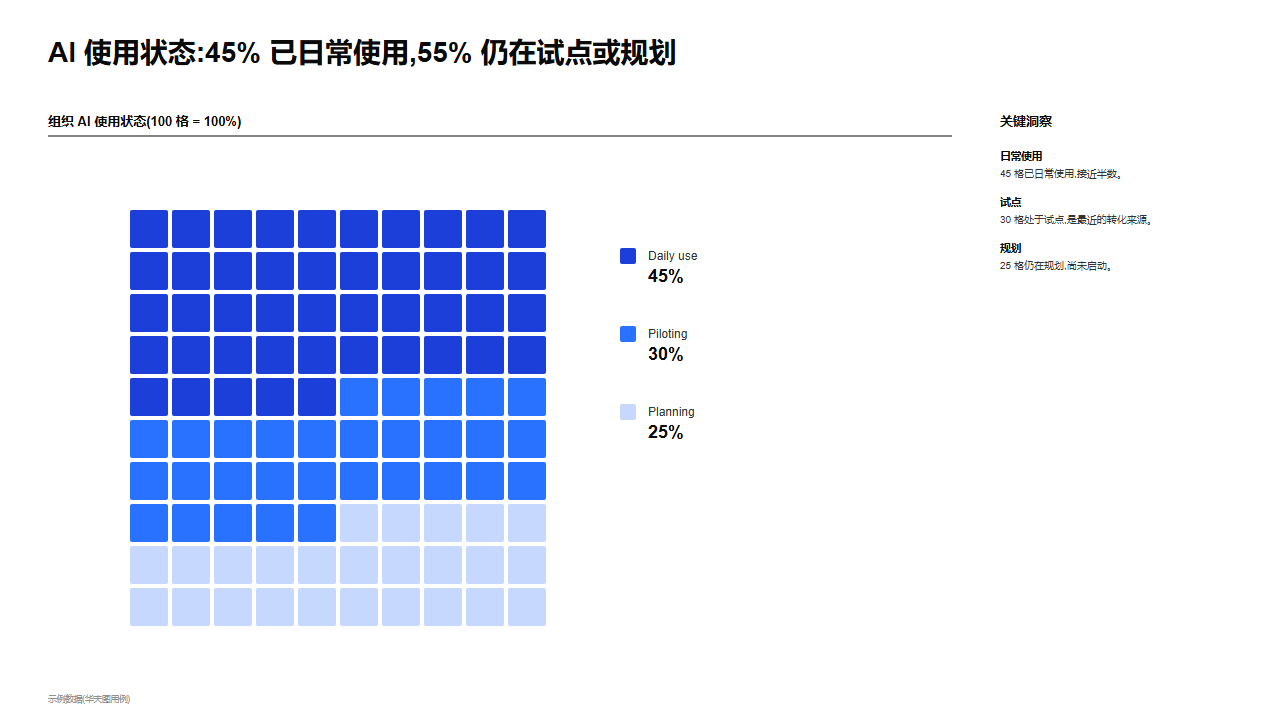 AI 使用状态:45% 已日常使用,55% 仍在试点或规划
组织 AI 使用状态(100 格 = 100%)
Daily use
45%
Piloting
30%
Planning
25%
关键洞察
日常使用
45 格已日常使用,接近半数。
试点
30 格处于试点,是最近的转化来源。
规划
25 格仍在规划,尚未启动。
示例数据(华夫图用例)